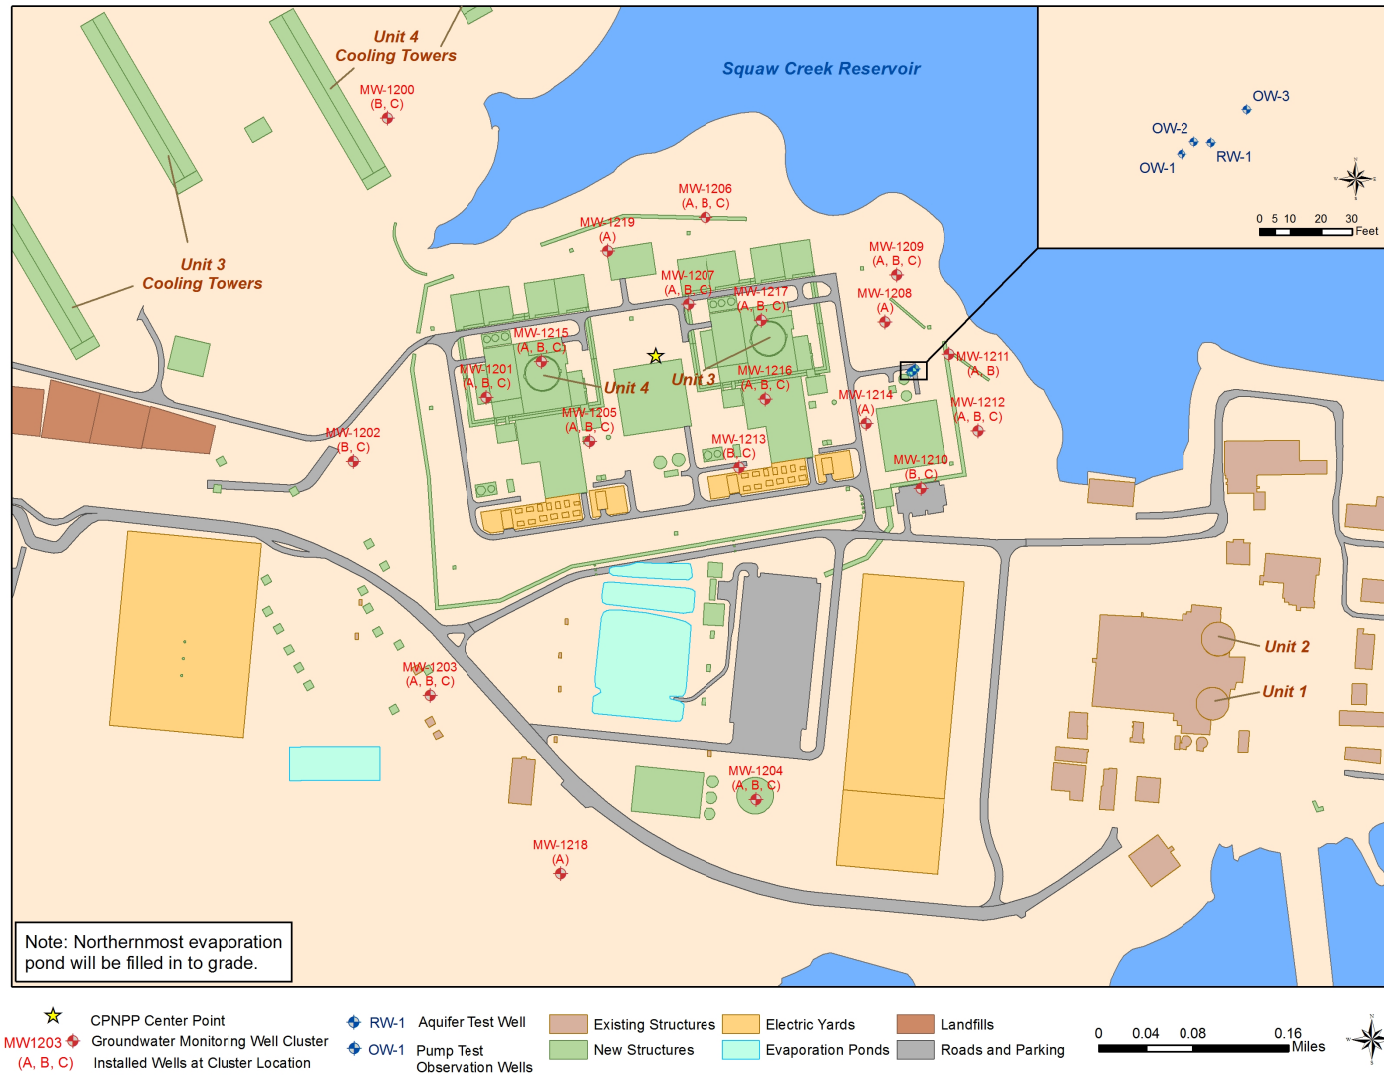 Unit 4
Cooling Towers
MW-1200
(B, C)
Squaw Creek Reservoir
OW-3
OW-2
OW-1
RW-1
N
W
E
S
0 5 10 20 30
Feet
MW-1206
(A, B, C)
MW-1219
(A)
MW-1209
(A, B, C)
Unit 3
Cooling Towers
MW-1207
(A, B, C)
MW-1217
(A, B, C)
MW-1208
(A)
MW-1215
(A, B, C)
MW-1211
(A, B)
MW-1201
(A, B, C)
Unit 4
Unit 3
MW-1216
(A, B, C)
MW-1214
(A)
MW-1212
(A, B, C)
MW-1205
(A, B, C)
MW-1202
(B, C)
MW-1213
(B, C)
MW-1210
(B, C)
Unit 2
MW-1203
(A, B, C)
Unit 1
MW-1204
(A, B, C)
MW-1218
(A)
Note: Northernmost evaporation
pond will be filled in to grade.
CPNPP Center Point
MW1203 Groundwater Monitorng Well Cluster
(A, B, C) Installed Wells at Cluster Location
RW-1 Aquifer Test Well
OW-1 Pump Test
Observation Wells
Existing Structures
New Structures
Electric Yards
Evaporation Ponds
Landfills
Roads and Parking
0 0.04 0.08 0.16
Miles
N
W
E
S